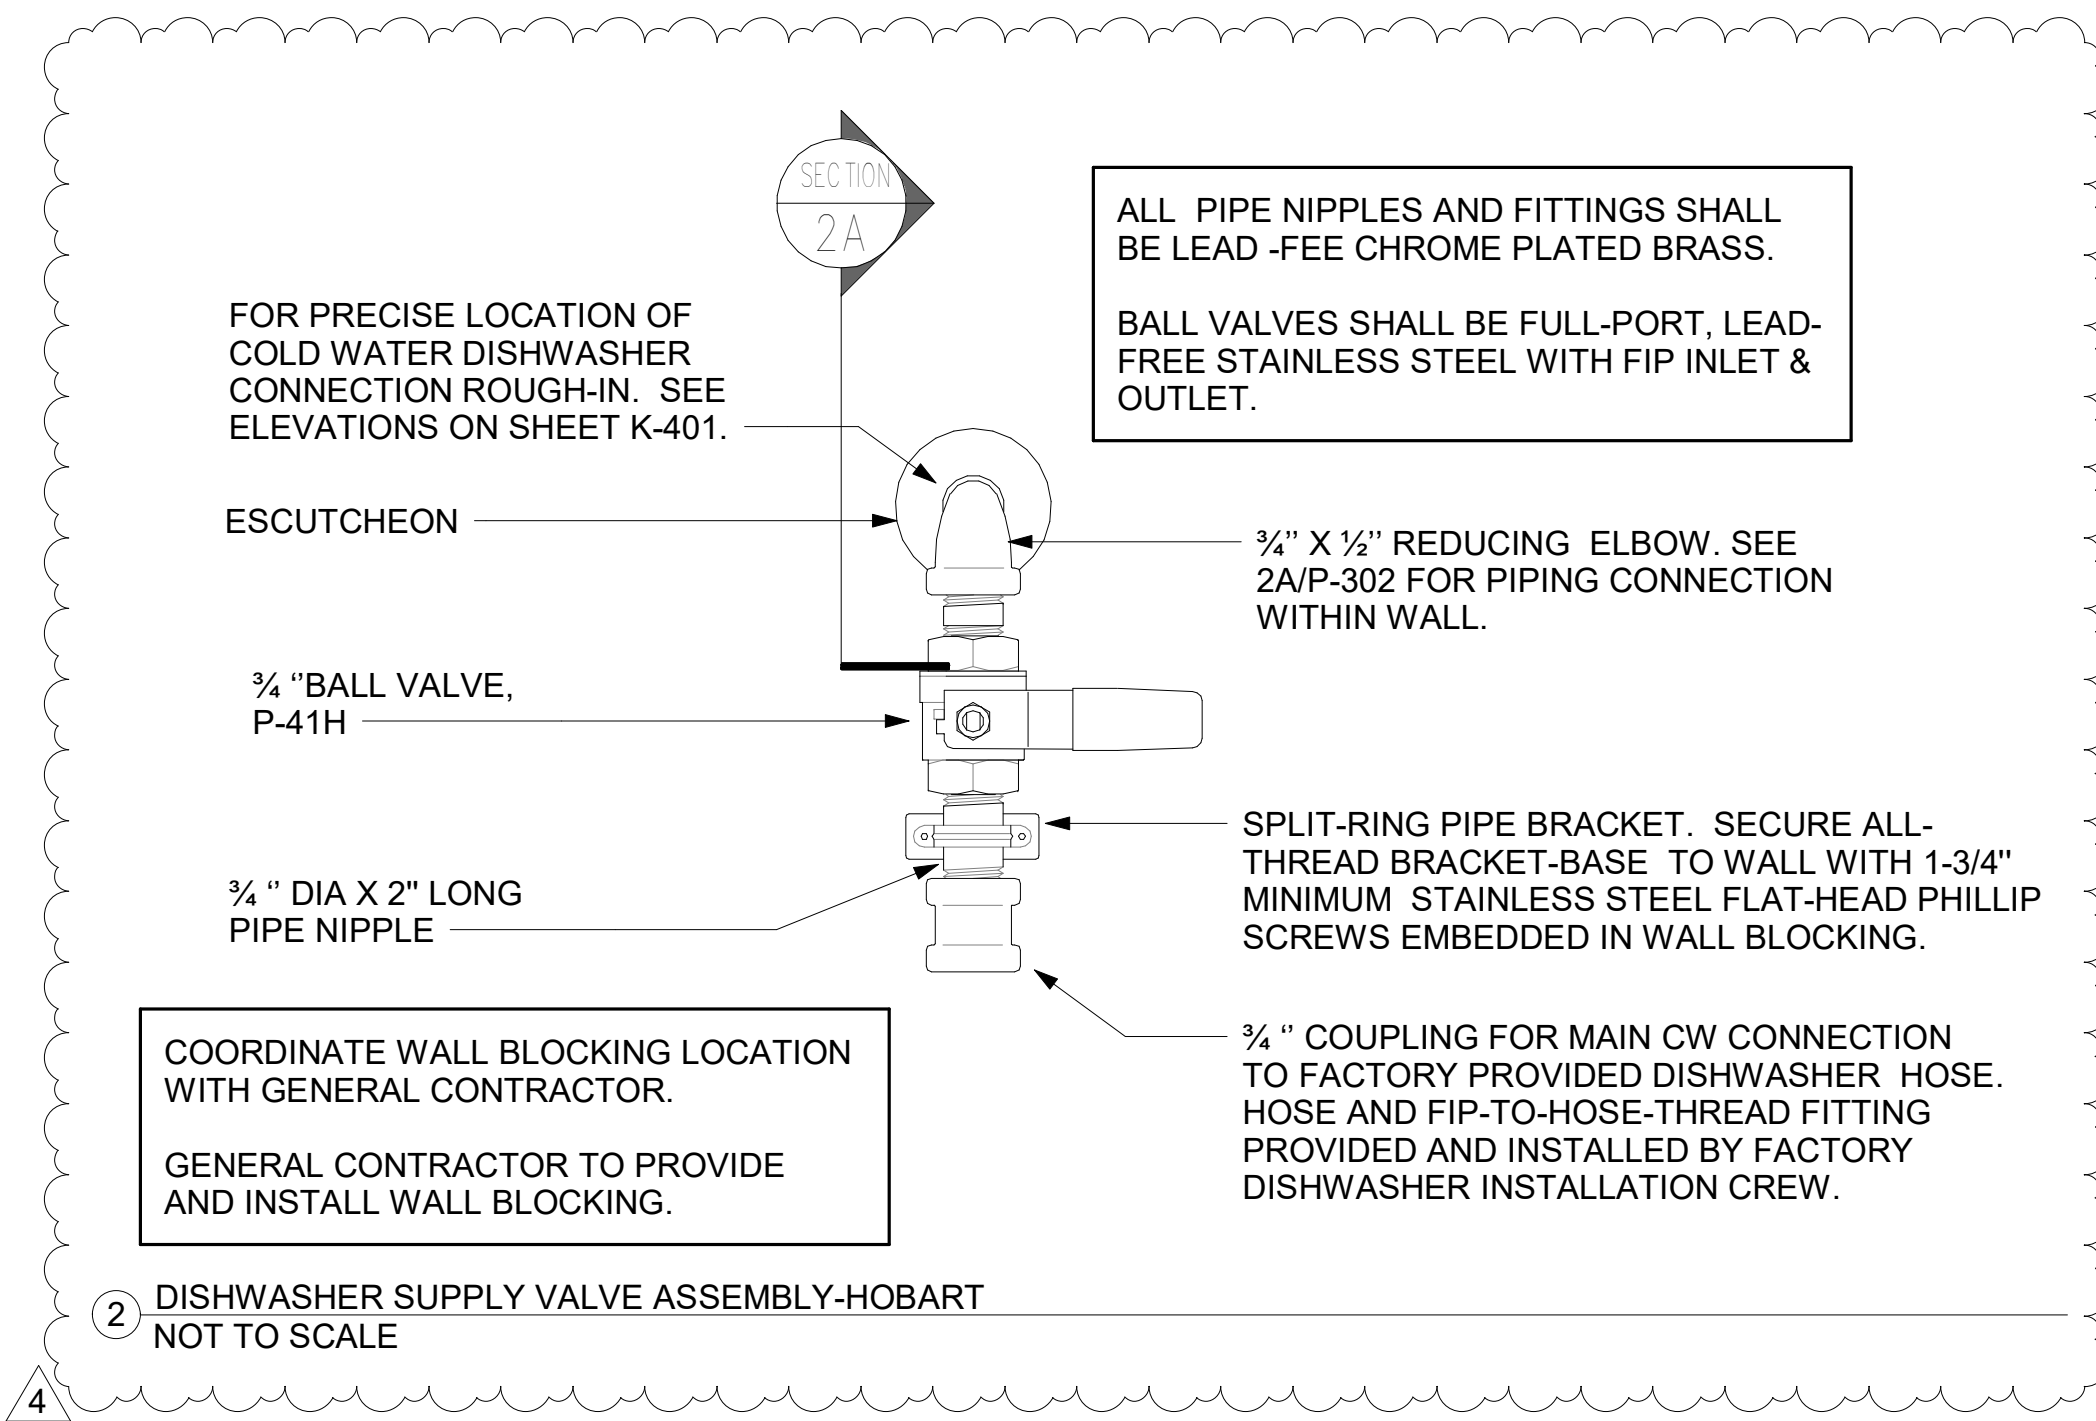 SECTION
2A
ALL PIPE NIPPLES AND FITTINGS SHALL
BE LEAD -FEE CHROME PLATED BRASS.
BALL VALVES SHALL BE FULL-PORT, LEAD-
FREE STAINLESS STEEL WITH FIP INLET &
OUTLET.
FOR PRECISE LOCATION OF
COLD WATER DISHWASHER
CONNECTION ROUGH-IN. SEE
ELEVATIONS ON SHEET K-401.
ESCUTCHEON
¾’’ X ½’’ REDUCING ELBOW. SEE
2A/P-302 FOR PIPING CONNECTION
WITHIN WALL.
¾ ‘’BALL VALVE,
P-41H
SPLIT-RING PIPE BRACKET. SECURE ALL-
THREAD BRACKET-BASE TO WALL WITH 1-3/4"
MINIMUM STAINLESS STEEL FLAT-HEAD PHILLIP
SCREWS EMBEDDED IN WALL BLOCKING.
¾ ‘’ DIA X 2" LONG
PIPE NIPPLE
¾ ‘’ COUPLING FOR MAIN CW CONNECTION
TO FACTORY PROVIDED DISHWASHER HOSE.
HOSE AND FIP-TO-HOSE-THREAD FITTING
PROVIDED AND INSTALLED BY FACTORY
DISHWASHER INSTALLATION CREW.
COORDINATE WALL BLOCKING LOCATION
WITH GENERAL CONTRACTOR.
GENERAL CONTRACTOR TO PROVIDE
AND INSTALL WALL BLOCKING.
2
DISHWASHER SUPPLY VALVE ASSEMBLY-HOBART
NOT TO SCALE
4